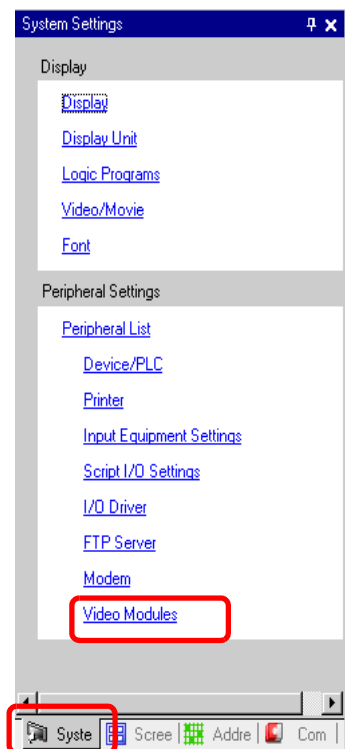 System Settings
Display
Display
Display Unit
Logic Programs
Video/Movie
Font
Peripheral Settings
Peripheral List
Device/PLC
Printer
Input Equipment Settings
Script I/O Settings
I/O Driver
FTP Server
Modem
Video Modules
Syste Scree Addre Com